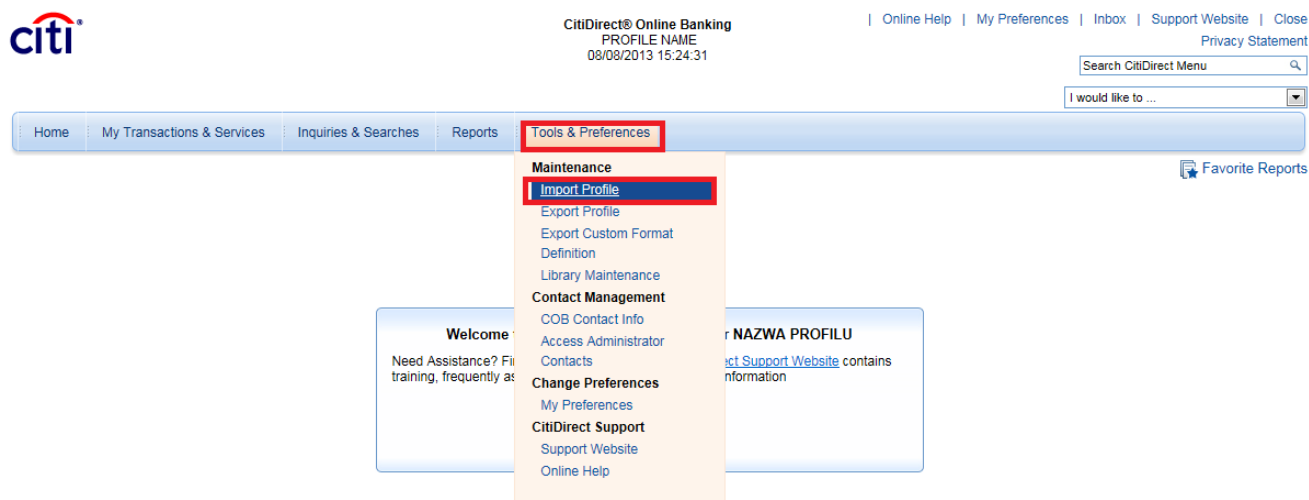 citi®
CitiDirect® Online Banking
PROFILE NAME
08/08/2013 15:24:31
| Online Help | My Preferences | Inbox | Support Website | Close
Privacy Statement
Search CitiDirect Menu
I would like to ...
Home My Transactions & Services Inquiries & Searches Reports Tools & Preferences
Favorite Reports
Maintenance
Import Profile
Export Profile
Export Custom Format
Definition
Library Maintenance
Contact Management
COB Contact Info
Access Administrator
Contacts
Change Preferences
My Preferences
CitiDirect Support
Support Website
Online Help
Welcome NAZWA PROFILU
Need Assistance? Support Website contains
training, frequently